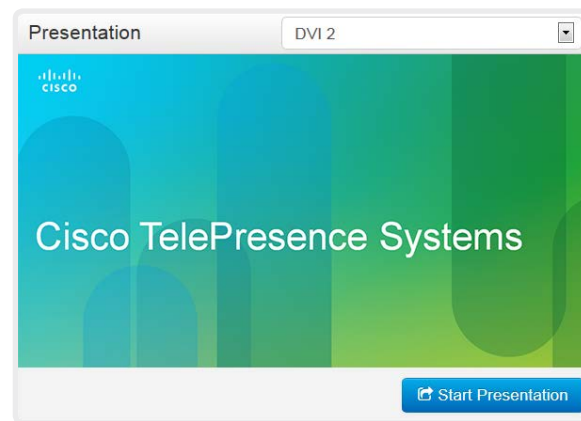 Presentation
DVI 2
CISCO
Cisco TelePresence Systems
Start Presentation